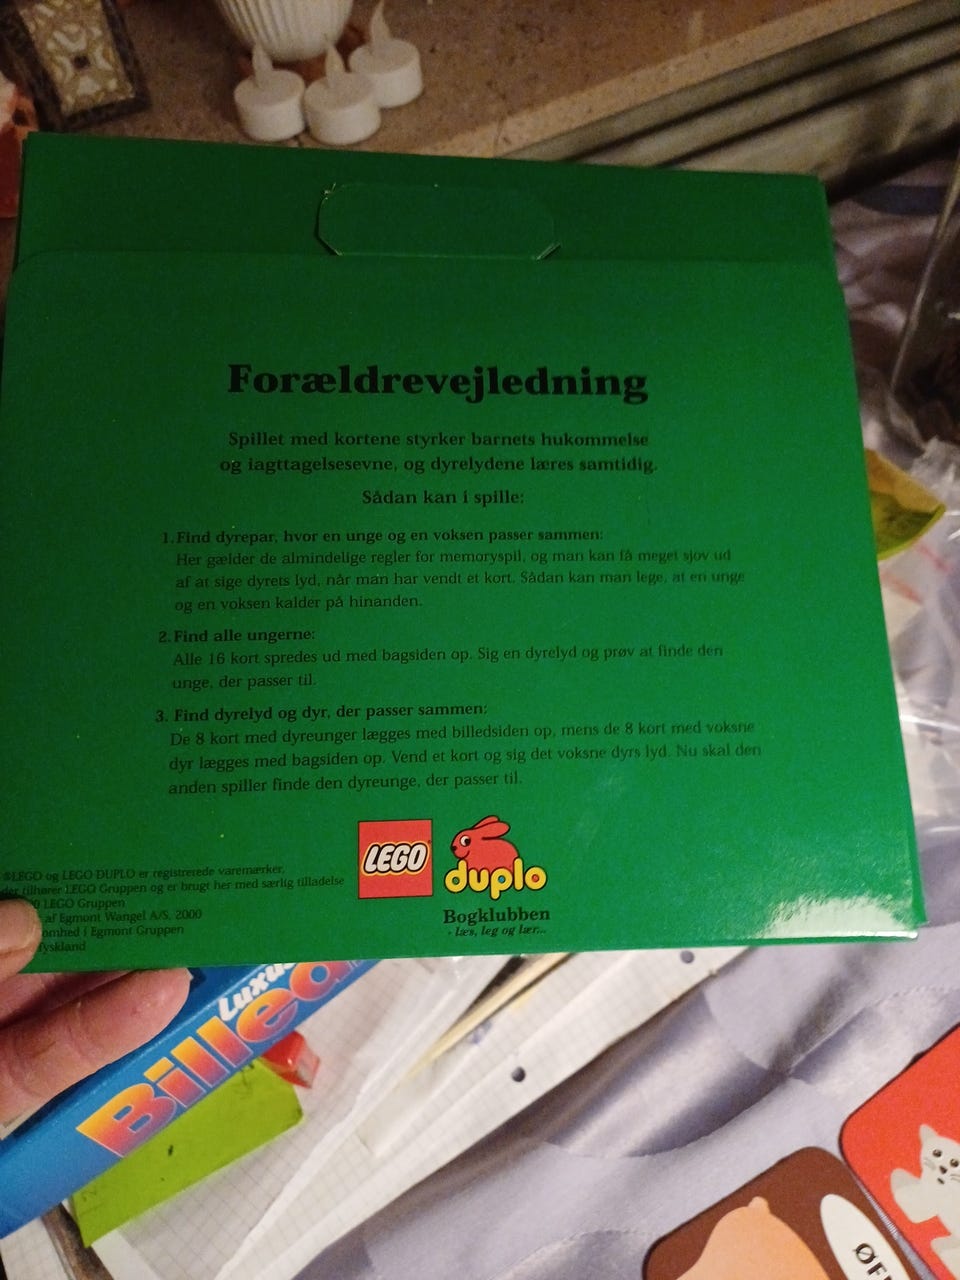 Forældrevejledning
Spillet med kortene styrker barnets hukommelse
og iagttagelsesevne, og dyrelydene læres samtidig.
Sådan kan i spille:
1. Find dyrepar, hvor en unge og en voksen passer sammen:
Her gælder de almindelige regler for memoryspil, og man kan få meget sjov ud
af at sige dyrets lyd, når man har vendt et kort. Sådan kan man lege, at en unge
og en voksen kalder på hinanden.
2. Find alle ungerne:
Alle 16 kort spredes ud med bagsiden op. Sig en dyrelyd og prøv at finde den
unge, der passer til.
3. Find dyrelyd og dyr, der passer sammen:
De 8 kort med dyreunger lægges med billedsiden op, mens de 8 kort med voksne
dyr lægges med bagsiden op. Vend et kort og sig det voksne dyrs lyd. Nu skal den
anden spiller finde den dyreunge, der passer til.
LEGO
duplo
Bogklubben
- læs, leg og lær...
®LEGO og LEGO DUPLO er registrerede varemærker,
der tilhører LEGO Gruppen og er brugt her med særlig tilladelse
LEGO Gruppen
af Egmont Wangel A/S, 2000
omhed i Egmont Gruppen
Tyskland
Luxu
Billed
ØF